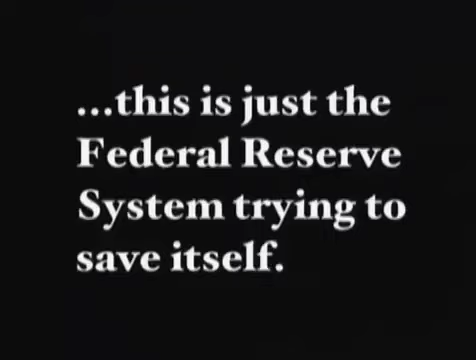 ...this is just the
Federal Reserve
System trying to
save itself.